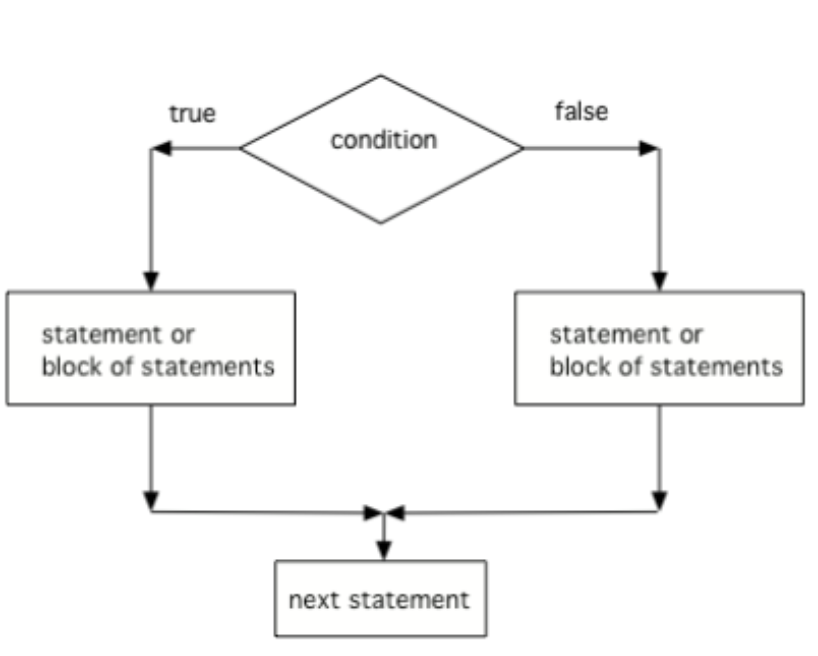 true
false
condition
statement or
block of statements
statement or
block of statements
next statement